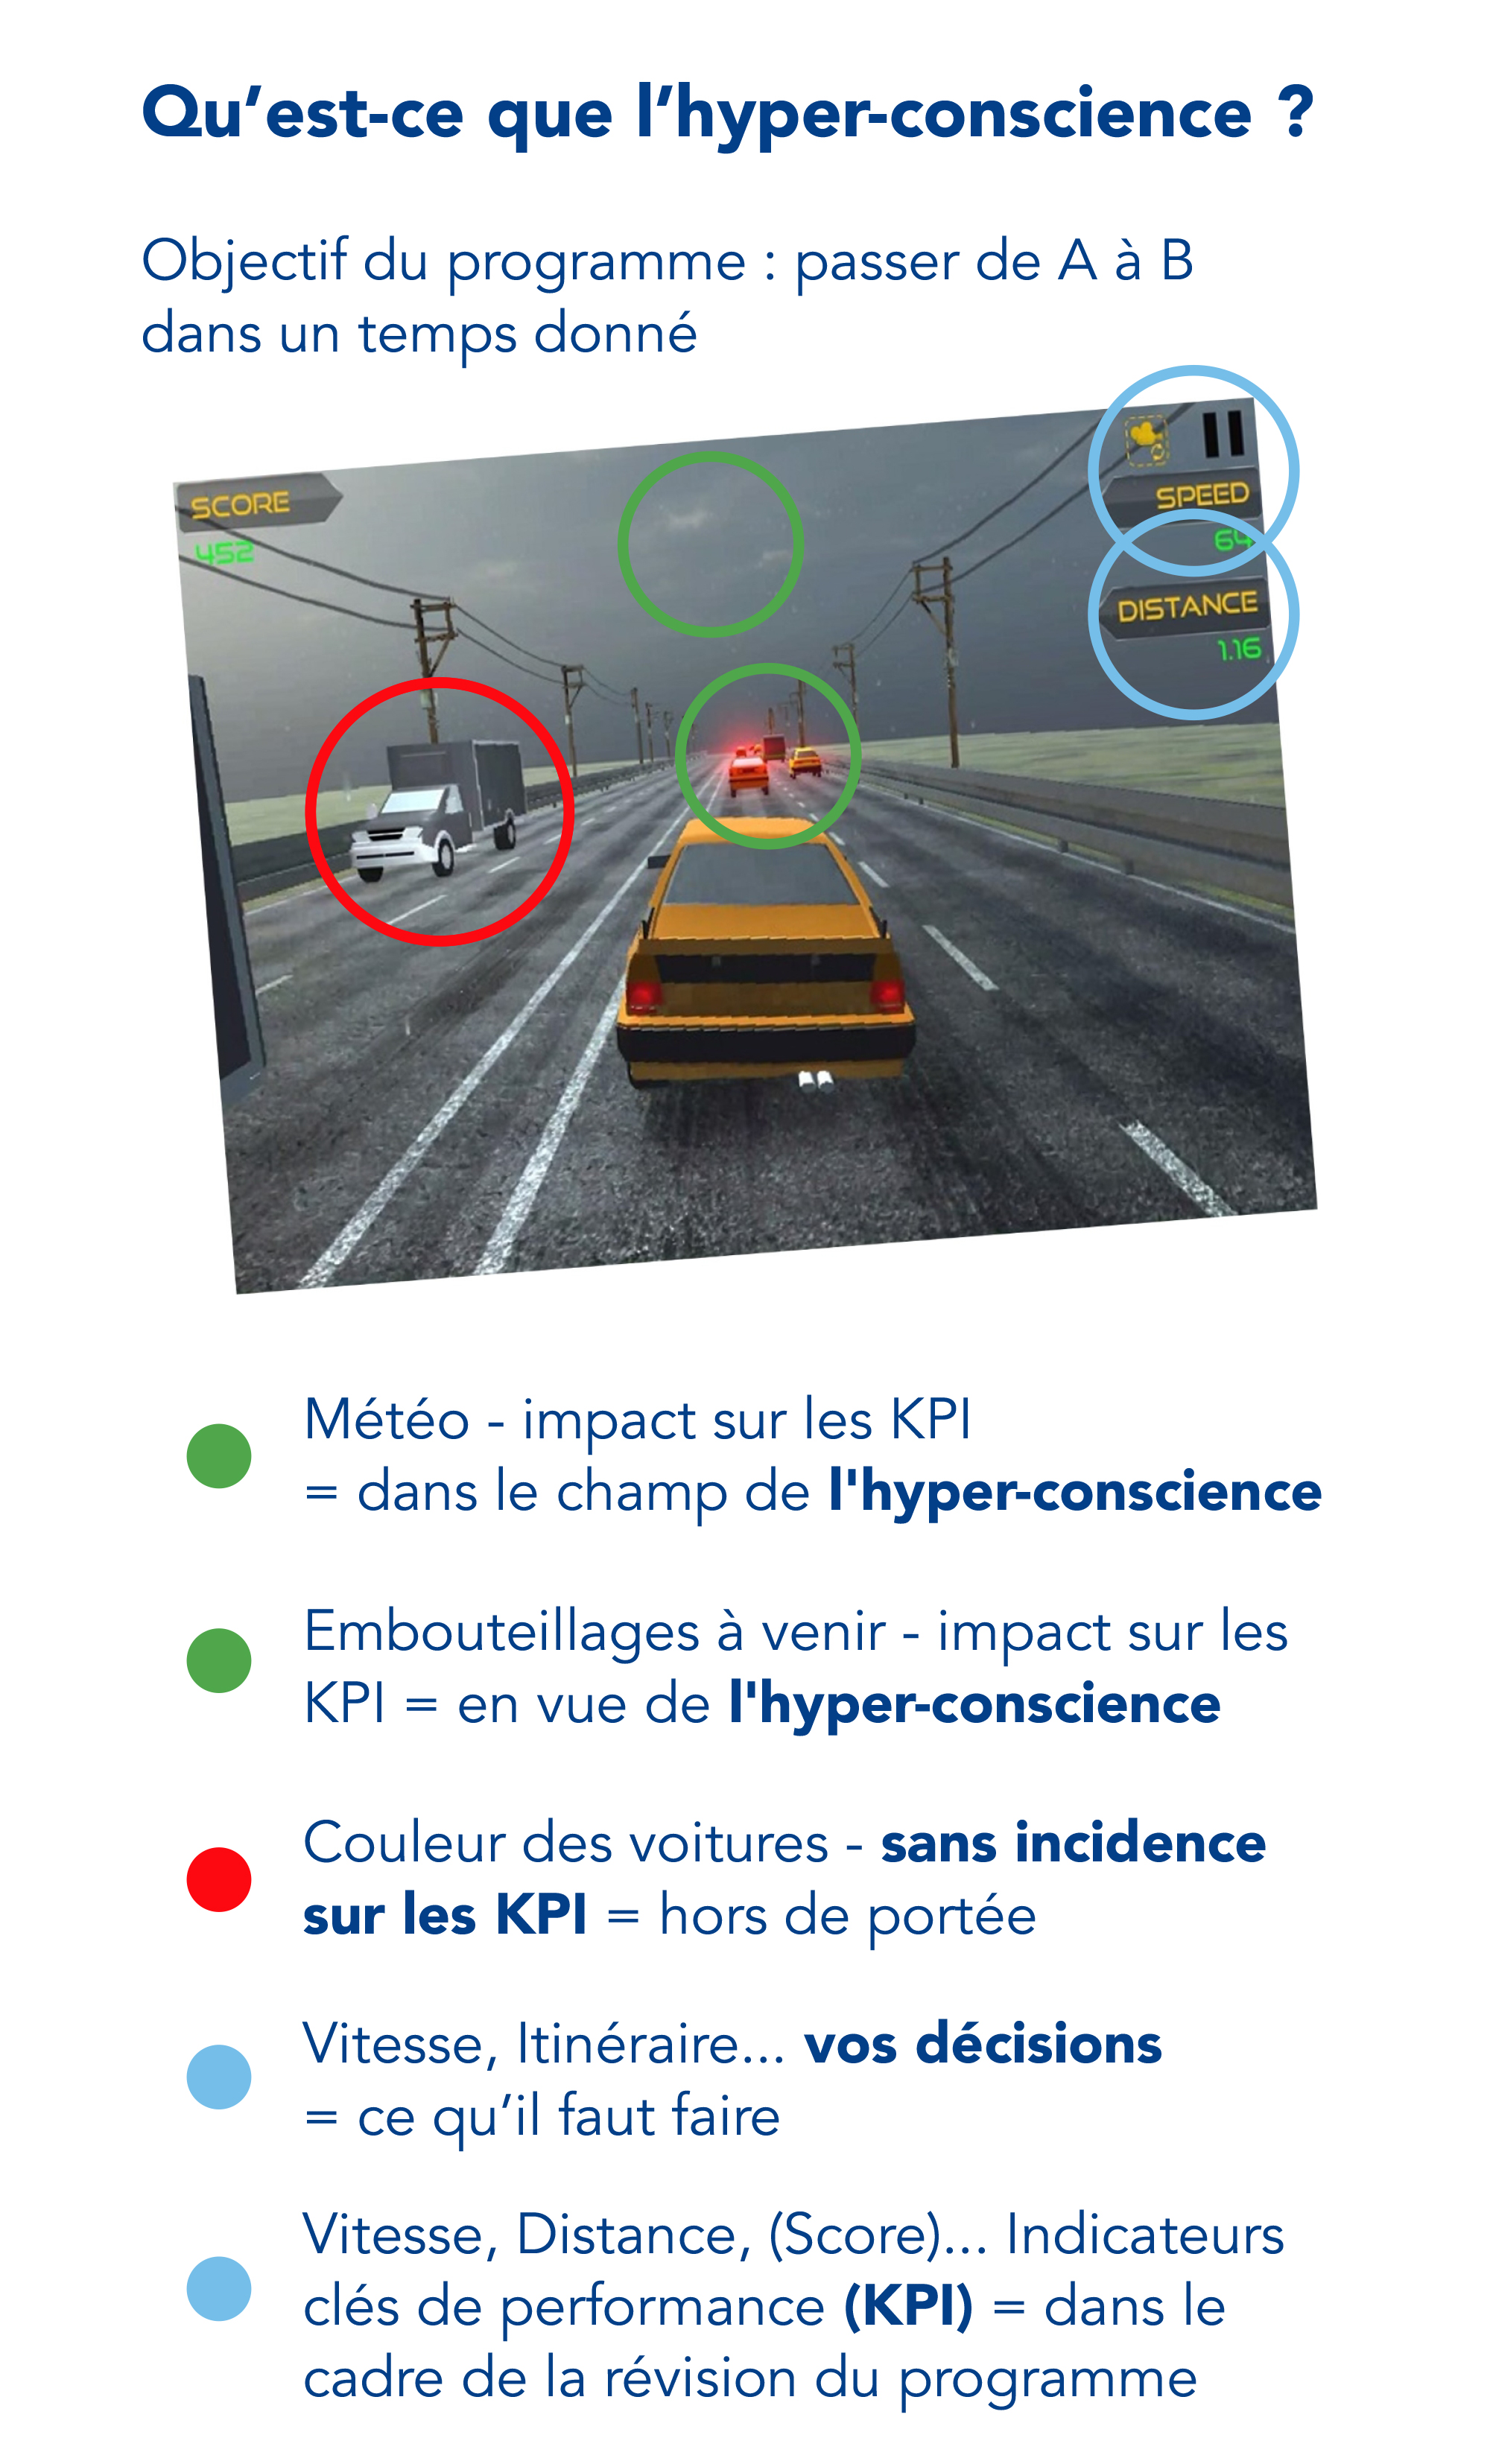 Qu’est-ce que l’hyper-conscience ?
Objectif du programme : passer de A à B
dans un temps donné
SCORE
452
SPEED
64
DISTANCE
1.16
Météo - impact sur les KPI
= dans le champ de l'hyper-conscience
Embouteillages à venir - impact sur les
KPI = en vue de l'hyper-conscience
Couleur des voitures - sans incidence
sur les KPI = hors de portée
Vitesse, Itinéraire... vos décisions
= ce qu’il faut faire
Vitesse, Distance, (Score)... Indicateurs
clés de performance (KPI) = dans le
cadre de la révision du programme